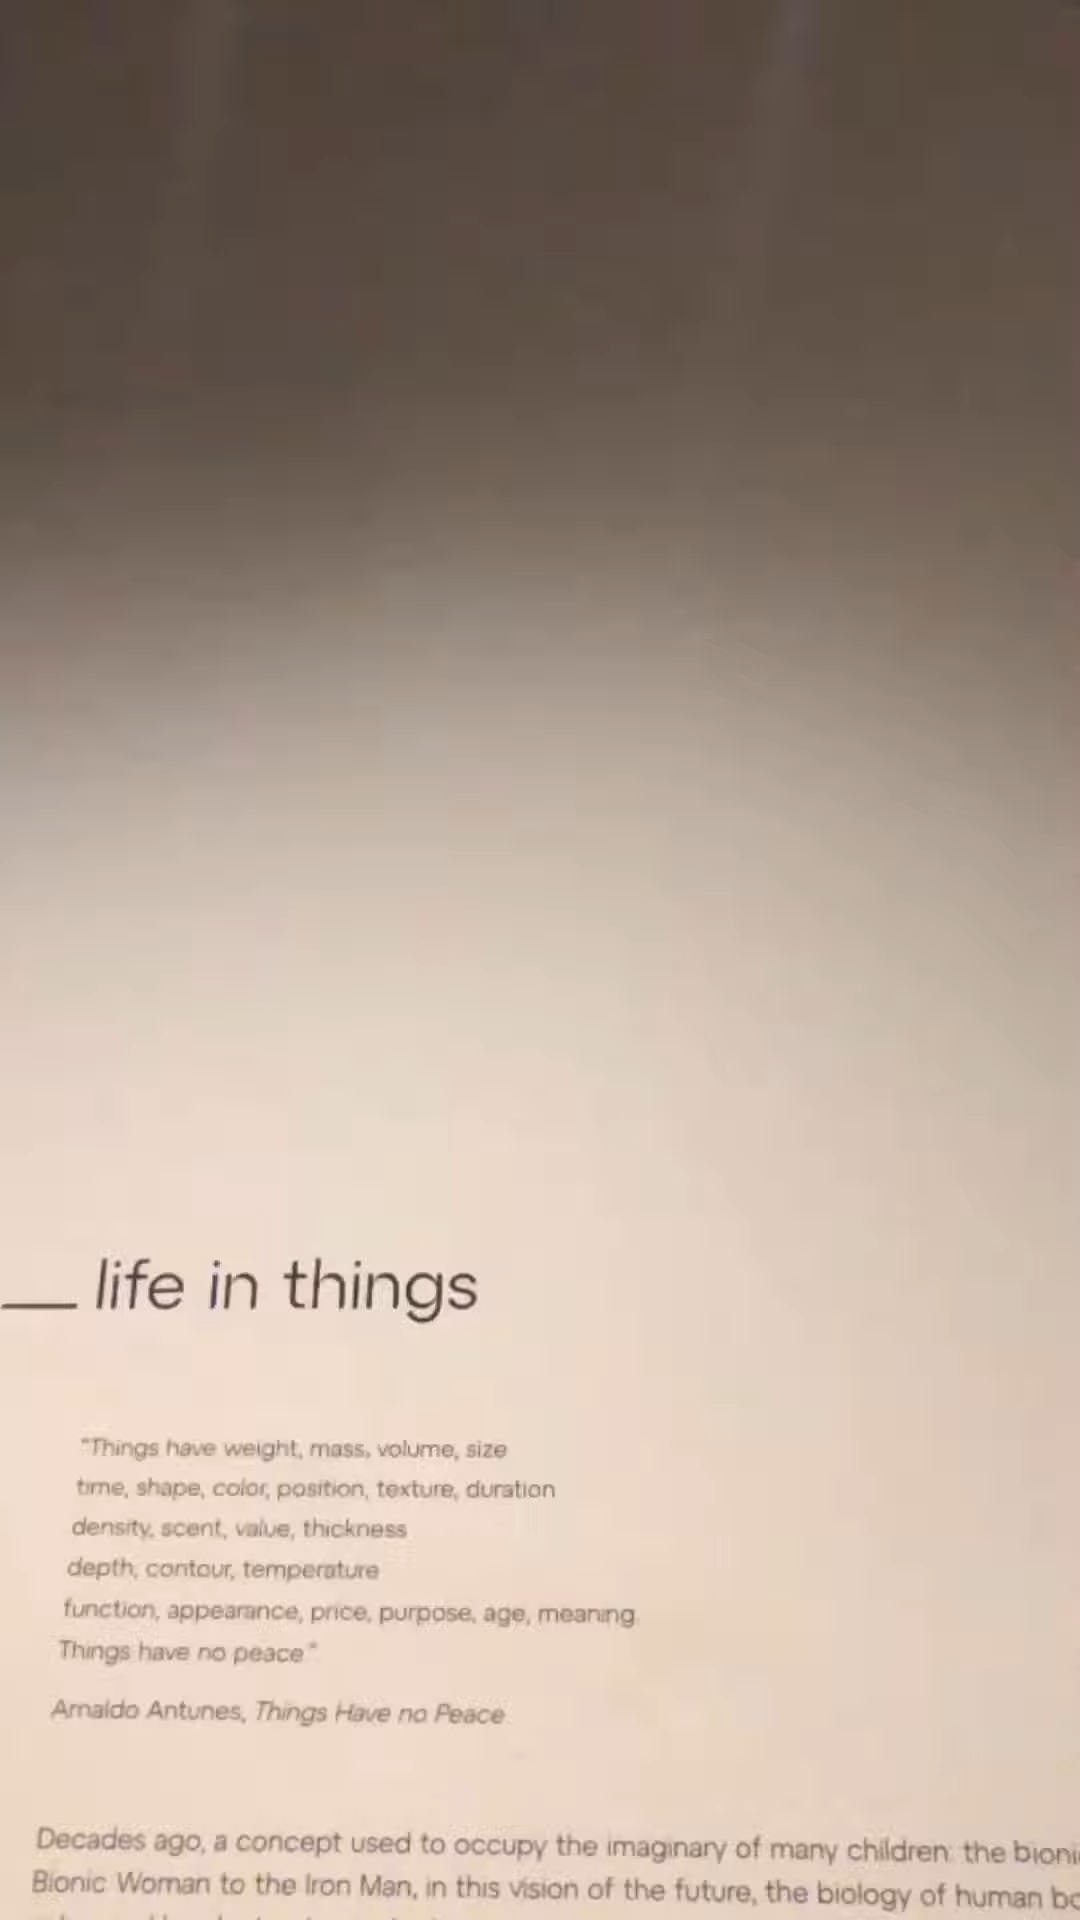 life in things
"Things have weight, mass, volume, size
time, shape, color, position, texture, duration
density, scent, value, thickness
depth, contour, temperature
function, appearance, price, purpose, age, meaning
Things have no peace"
Arnaldo Antunes, Things Have no Peace
Decades ago, a concept used to occupy the imaginary of many children: the
Bionic Woman to the Iron Man, in this vision of the future, the biology of human